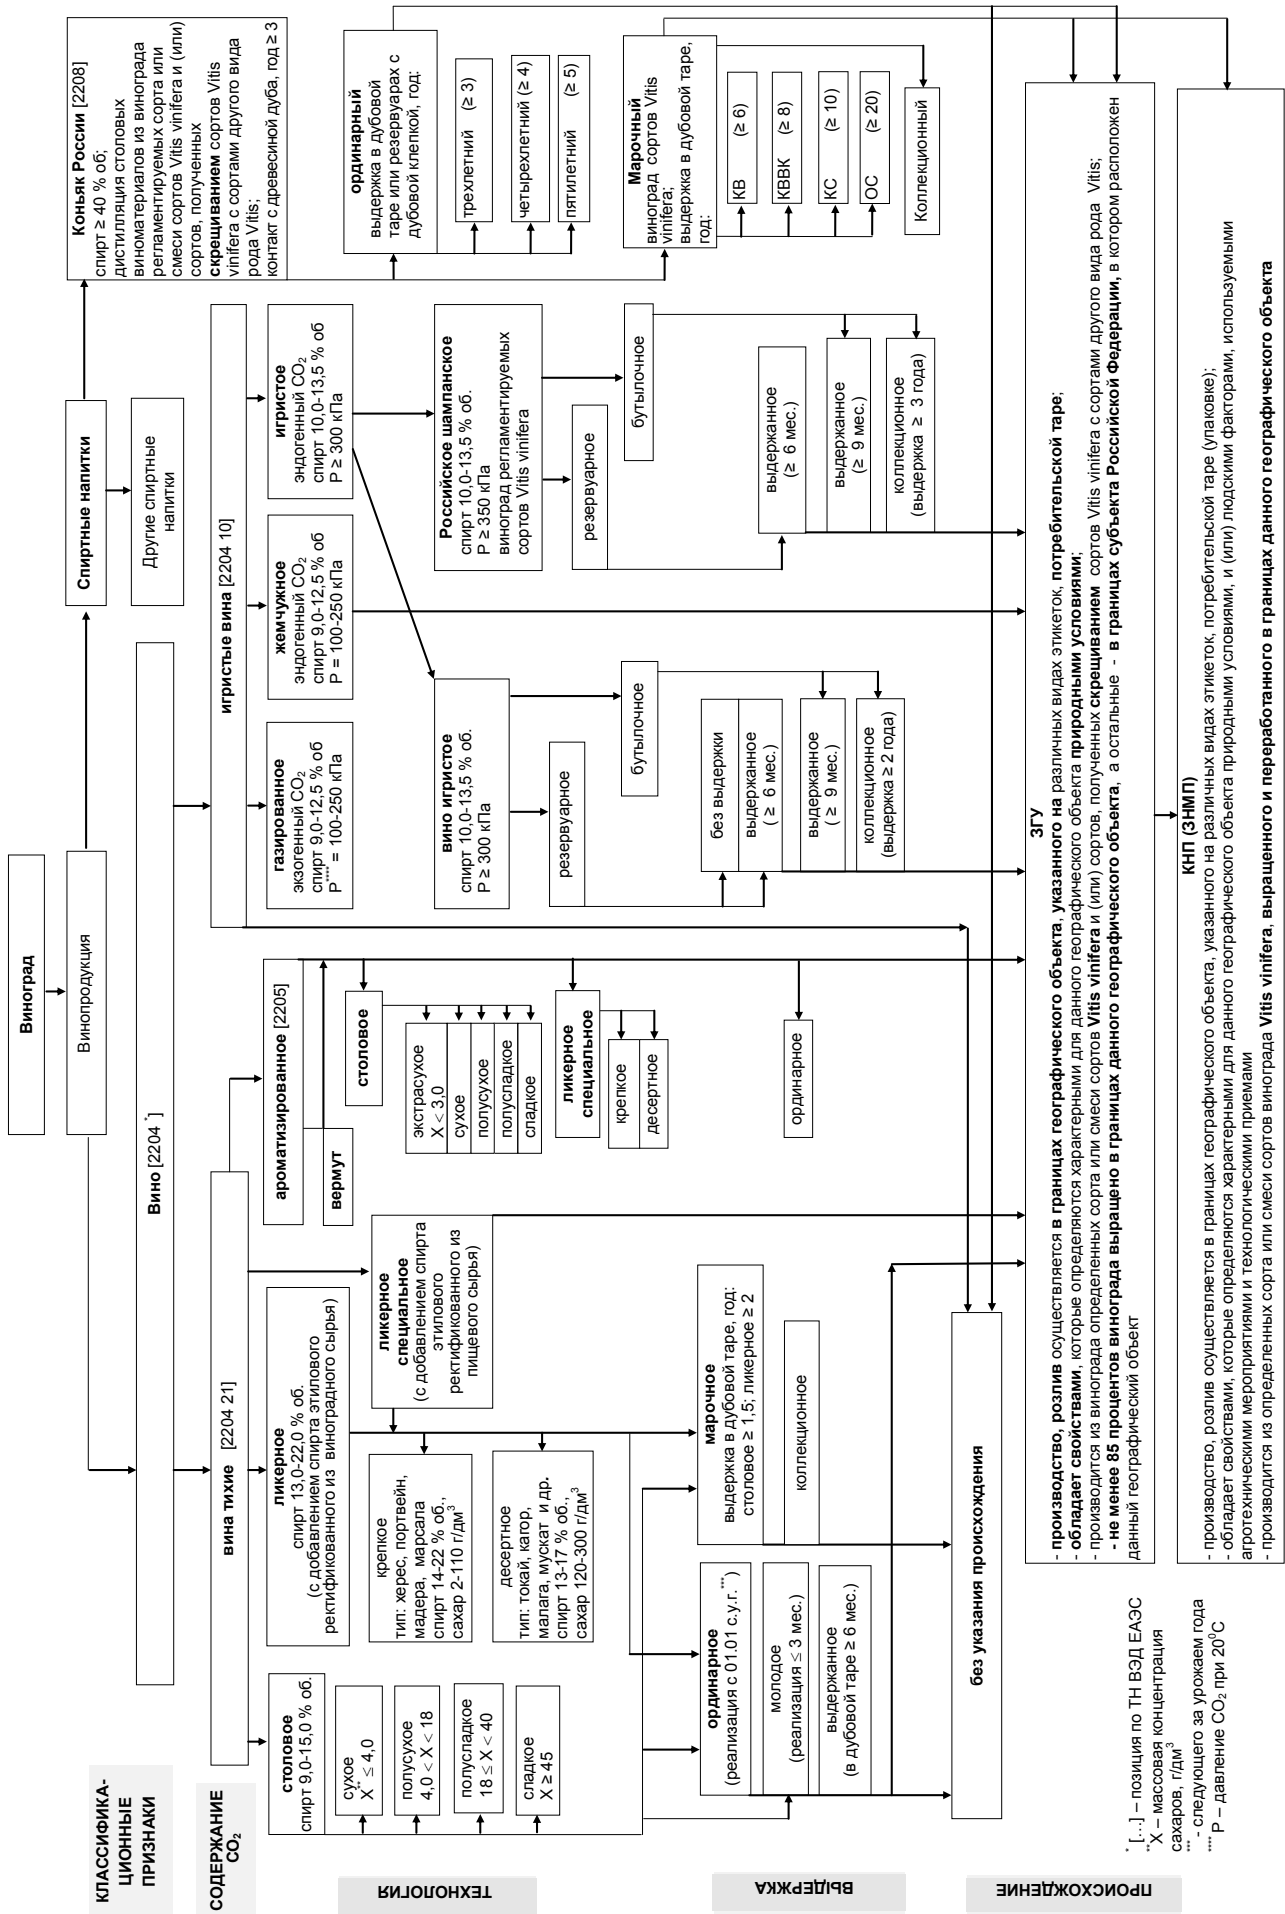 Виноград
Винопродукция
Спиртные напитки
Другие спиртные
напитки
Коньяк России [2208]
спирт ≥ 40 % об;
дистилляция столовых
виноматериалов из винограда
регламентируемых сорта или
смеси сортов Vitis vinifera и (или)
сортов, полученных
скрещиванием сортов Vitis
vinifera с сортами другого вида
рода Vitis;
контакт с древесиной дуба, год ≥ 3
КЛАССИФИКА-
ЦИОННЫЕ
ПРИЗНАКИ
Вино [2204 *]
СОДЕРЖАНИЕ
CO2
вина тихие [2204 21]
игристые вина [2204 10]
ТЕХНОЛОГИЯ
столовое
спирт 9,0-15,0 % об.
сухое
X** ≤ 4,0
полусухое
4,0 < X < 18
полусладкое
18 ≤ X < 40
сладкое
X ≥ 45
ликерное
спирт 13,0-22,0 % об.
(с добавлением спирта этилового
ректификованного из виноградного сырья)
крепкое
тип: херес, портвейн,
мадера, марсала
спирт 14-22 % об.,
сахар 2-110 г/дм3
десертное
тип: токай, кагор,
малага, мускат и др.
спирт 13-17 % об.,
сахар 120-300 г/дм3
ликерное
специальное
(с добавлением спирта
этилового
ректификованного из
пищевого сырья)
ароматизированное [2205]
вермут
столовое
экстрасухое
X < 3,0
сухое
полусухое
полусладкое
сладкое
ликерное
специальное
крепкое
десертное
ординарное
газированное
экзогенный CO2
спирт 9,0-12,5 % об
P**** = 100-250 кПа
жемчужное
эндогенный CO2
спирт 9,0-12,5 % об
P = 100-250 кПа
игристое
эндогенный CO2
спирт 10,0-13,5 % об
P ≥ 300 кПа
вино игристое
спирт 10,0-13,5 % об.
P ≥ 300 кПа
резервуарное
бутылочное
без выдержки
выдержанное
( ≥ 6 мес.)
выдержанное
( ≥ 9 мес.)
коллекционное
(выдержка ≥ 2 года)
Российское шампанское
спирт 10,0-13,5 % об.
P ≥ 350 кПа
виноград регламентируемых
сортов Vitis vinifera
резервуарное
бутылочное
выдержанное
(≥ 6 мес.)
выдержанное
(≥ 9 мес.)
коллекционное
(выдержка ≥ 3 года)
ординарный
выдержка в дубовой
таре или резервуарах с
дубовой клепкой, год:
трехлетний (≥ 3)
четырехлетний (≥ 4)
пятилетний (≥ 5)
Марочный
виноград сортов Vitis
vinifera;
выдержка в дубовой таре,
год:
КВ (≥ 6)
КВВК (≥ 8)
КС (≥ 10)
ОС (≥ 20)
Коллекционный
ВЫДЕРЖКА
ординарное
(реализация с 01.01 с.у.г.***)
молодое
(реализация ≤ 3 мес.)
выдержанное
(в дубовой таре ≥ 6 мес.)
марочное
выдержка в дубовой таре, год:
столовое ≥ 1,5; ликерное ≥ 2
коллекционное
ПРОИСХОЖДЕНИЕ
без указания происхождения
ЗГУ
- производство, розлив осуществляется в границах географического объекта, указанного на различных видах этикеток, потребительской таре;
- обладает свойствами, которые определяются характерными для данного географического объекта природными условиями;
- производится из винограда определенных сорта или смеси сортов Vitis vinifera и (или) сортов, полученных скрещиванием сортов Vitis vinifera с сортами другого вида рода Vitis;
- не менее 85 процентов винограда выращено в границах данного географического объекта, а остальные - в границах субъекта Российской Федерации, в котором расположен
данный географический объект
КНП (ЗНМП)
- производство, розлив осуществляется в границах географического объекта, указанного на различных видах этикеток, потребительской таре (упаковке);
- обладает свойствами, которые определяются характерными для данного географического объекта природными условиями, и (или) людскими факторами, используемыми
агротехническими мероприятиями и технологическими приемами
- производится из определенных сорта или смеси сортов винограда Vitis vinifera, выращенного и переработанного в границах данного географического объекта
* [...] – позиция по ТН ВЭД ЕАЭС
**X – массовая концентрация
сахаров, г/дм3
*** - следующего за урожаем года
**** P – давление CO2 при 20°C